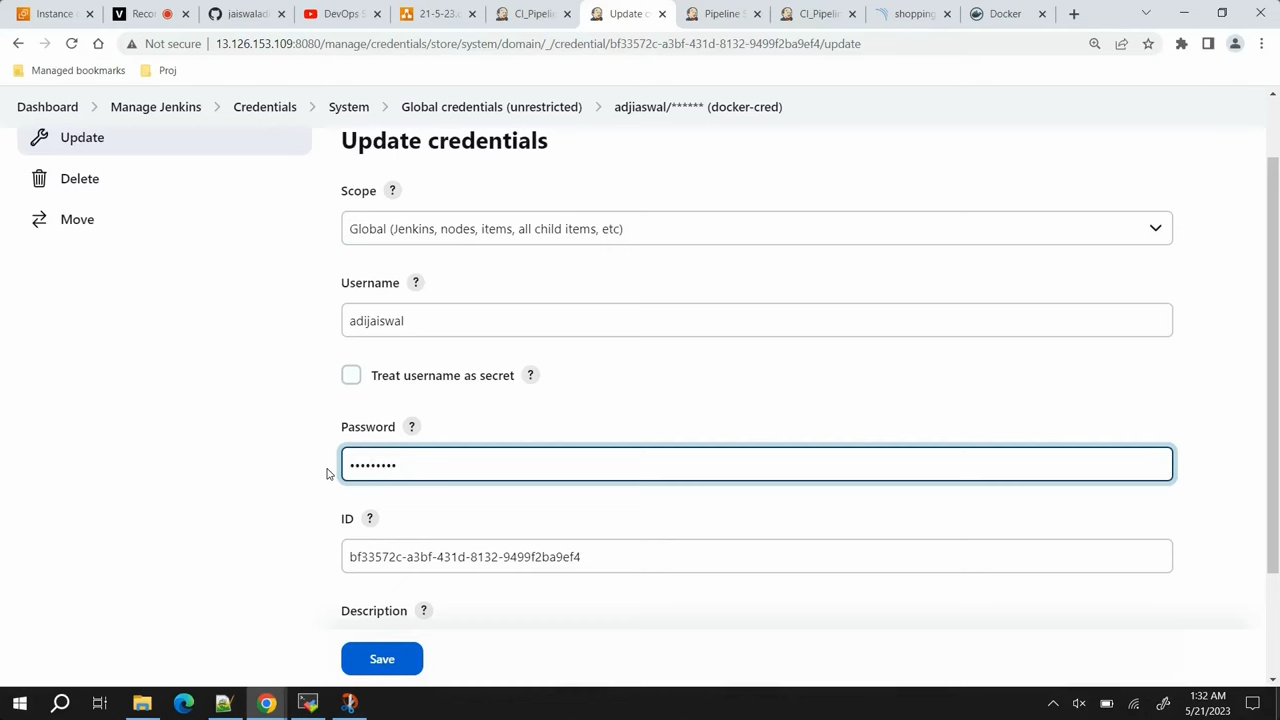 Instance c
Recor
jaiswalad
DevOps S
21-5-23.d
CI_Pipelin
Update cr
Pipeline S
CI_Pipelin
shopping
Docker
Not secure
13.126.153.109:8080/manage/credentials/store/system/domain/_/credential/bf33572c-a3bf-431d-8132-9499f2ba9ef4/update
Managed bookmarks
Proj
Dashboard > Manage Jenkins > Credentials > System > Global credentials (unrestricted) > adjiaswal/****** (docker-cred)
Update
Delete
Move
Update credentials
Scope ?
Global (Jenkins, nodes, items, all child items, etc)
Username ?
adijaiswal
Treat username as secret ?
Password ?
•••••••••
ID ?
bf33572c-a3bf-431d-8132-9499f2ba9ef4
Description ?
Save
1:32 AM
5/21/2023